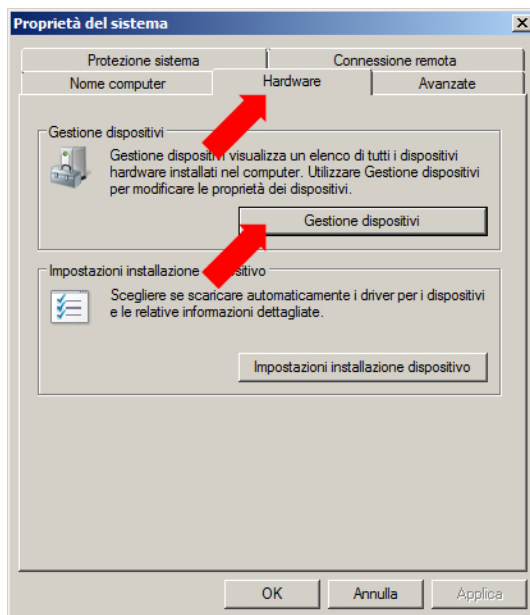 Proprietà del sistema
Protezione sistema
Connessione remota
Nome computer
Hardware
Avanzate
Gestione dispositivi
Gestione dispositivi visualizza un elenco di tutti i dispositivi
hardware installati nel computer. Utilizzare Gestione dispositivi
per modificare le proprietà dei dispositivi.
Gestione dispositivi
Impostazioni installazione dispositivo
Scegliere se scaricare automaticamente i driver per i dispositivi
e le relative informazioni dettagliate.
Impostazioni installazione dispositivo
OK
Annulla
Applica